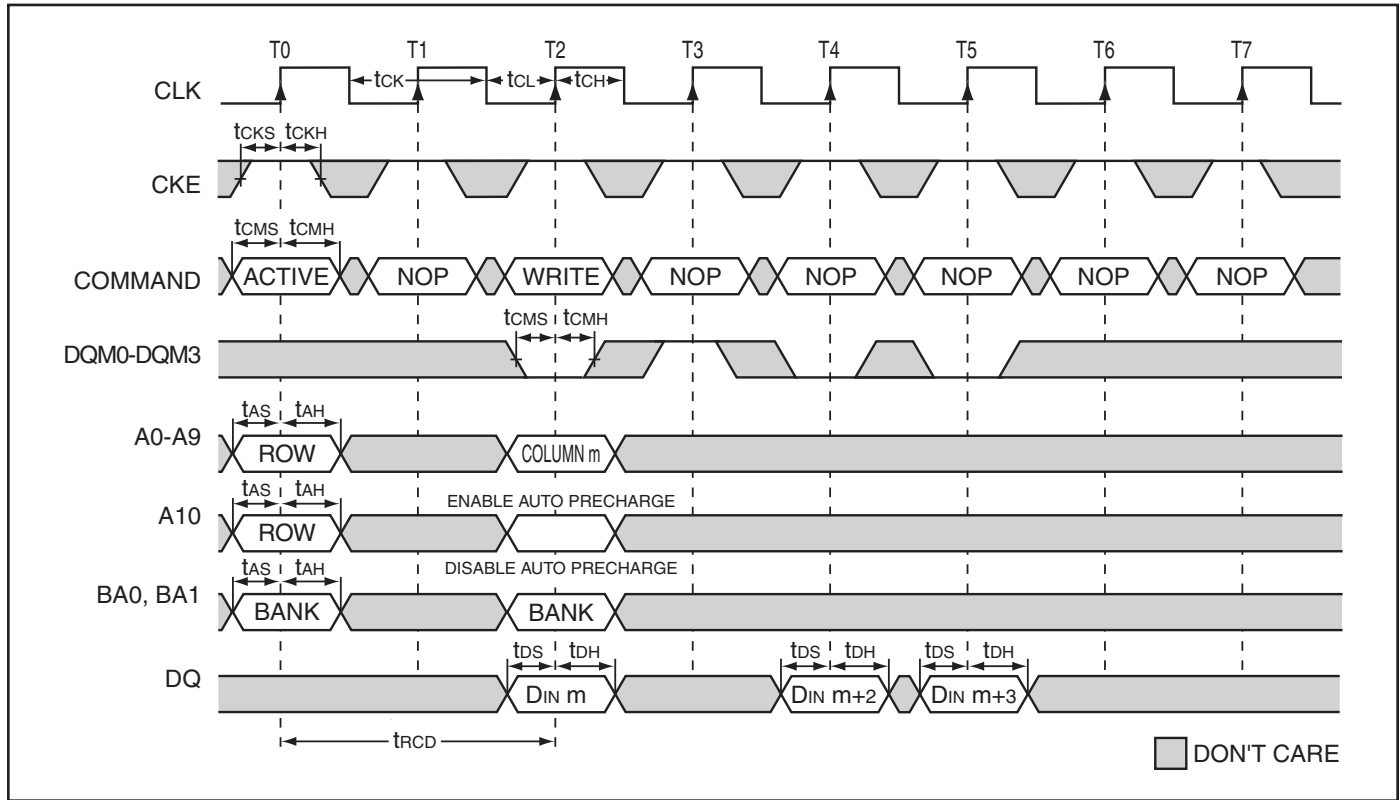 T0 T1 T2 T3 T4 T5 T6 T7
CLK tCK tCL tCH
tCKS tCKH
CKE
tCMS tCMH
COMMAND ACTIVE NOP WRITE NOP NOP NOP NOP NOP
tCMS tCMH
DQM0-DQM3
tAS tAH
A0-A9 ROW COLUMN m
tAS tAH ENABLE AUTO PRECHARGE
A10 ROW
tAS tAH DISABLE AUTO PRECHARGE
BA0, BA1 BANK BANK
tDS tDH tDS tDH tDS tDH
DQ DIN m DIN m+2 DIN m+3
tRCD
DON'T CARE